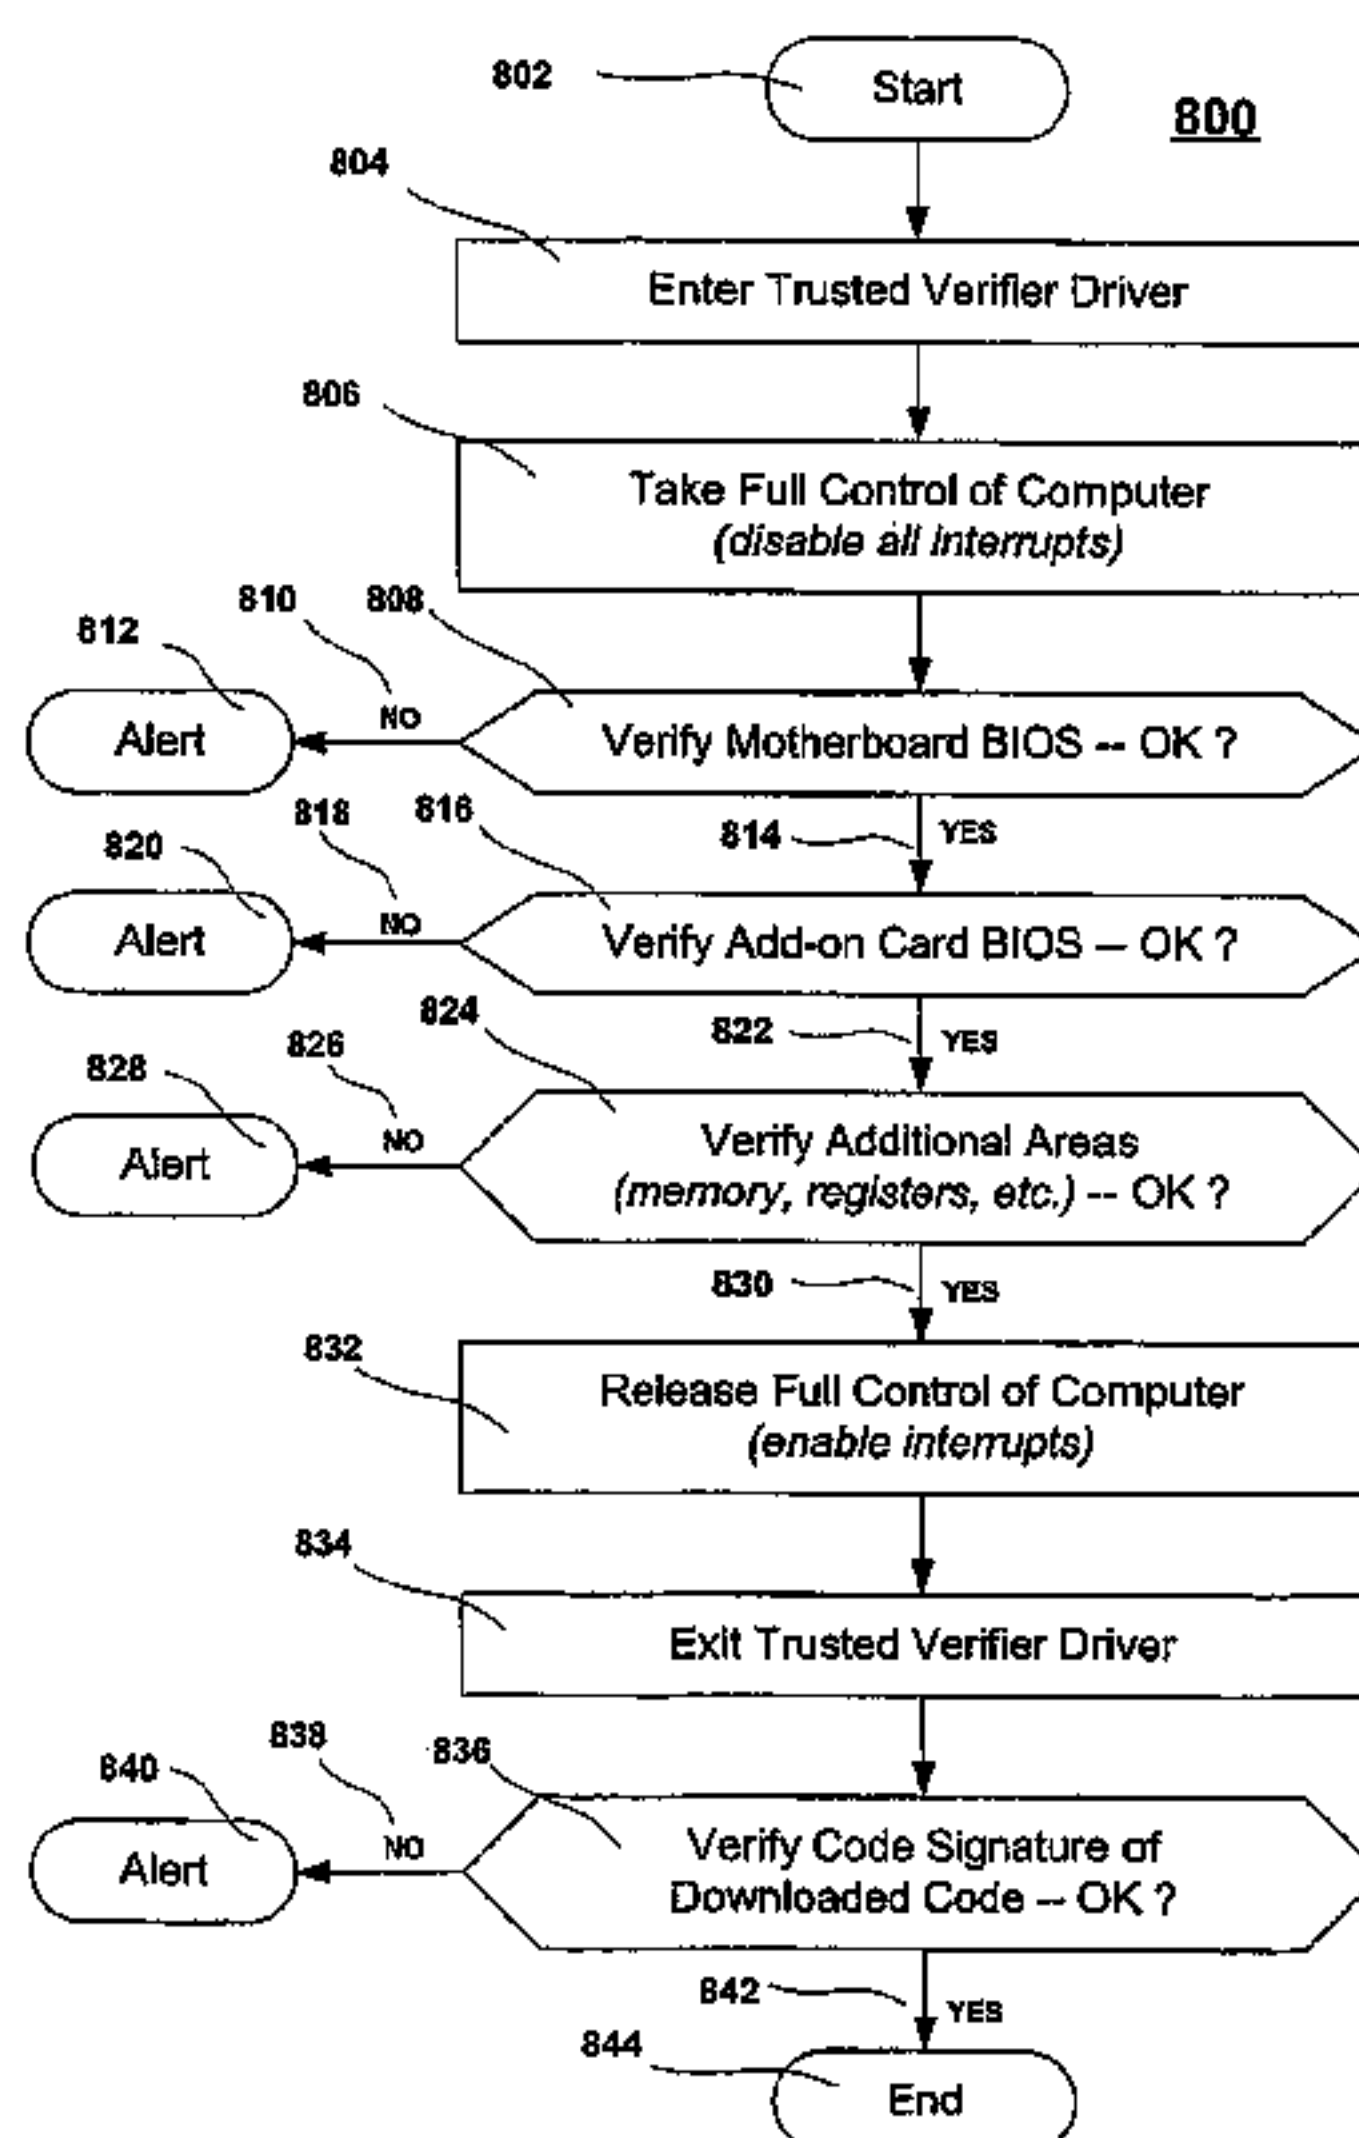 802
Start
800
804
Enter Trusted Verifier Driver
806
Take Full Control of Computer
(disable all interrupts)
810
808
812
Alert
NO
Verify Motherboard BIOS -- OK ?
814
YES
818
816
820
Alert
NO
Verify Add-on Card BIOS -- OK ?
822
YES
824
826
828
Alert
NO
Verify Additional Areas
(memory, registers, etc.) -- OK ?
830
YES
832
Release Full Control of Computer
(enable interrupts)
834
Exit Trusted Verifier Driver
838
836
840
Alert
NO
Verify Code Signature of
Downloaded Code -- OK ?
842
YES
844
End